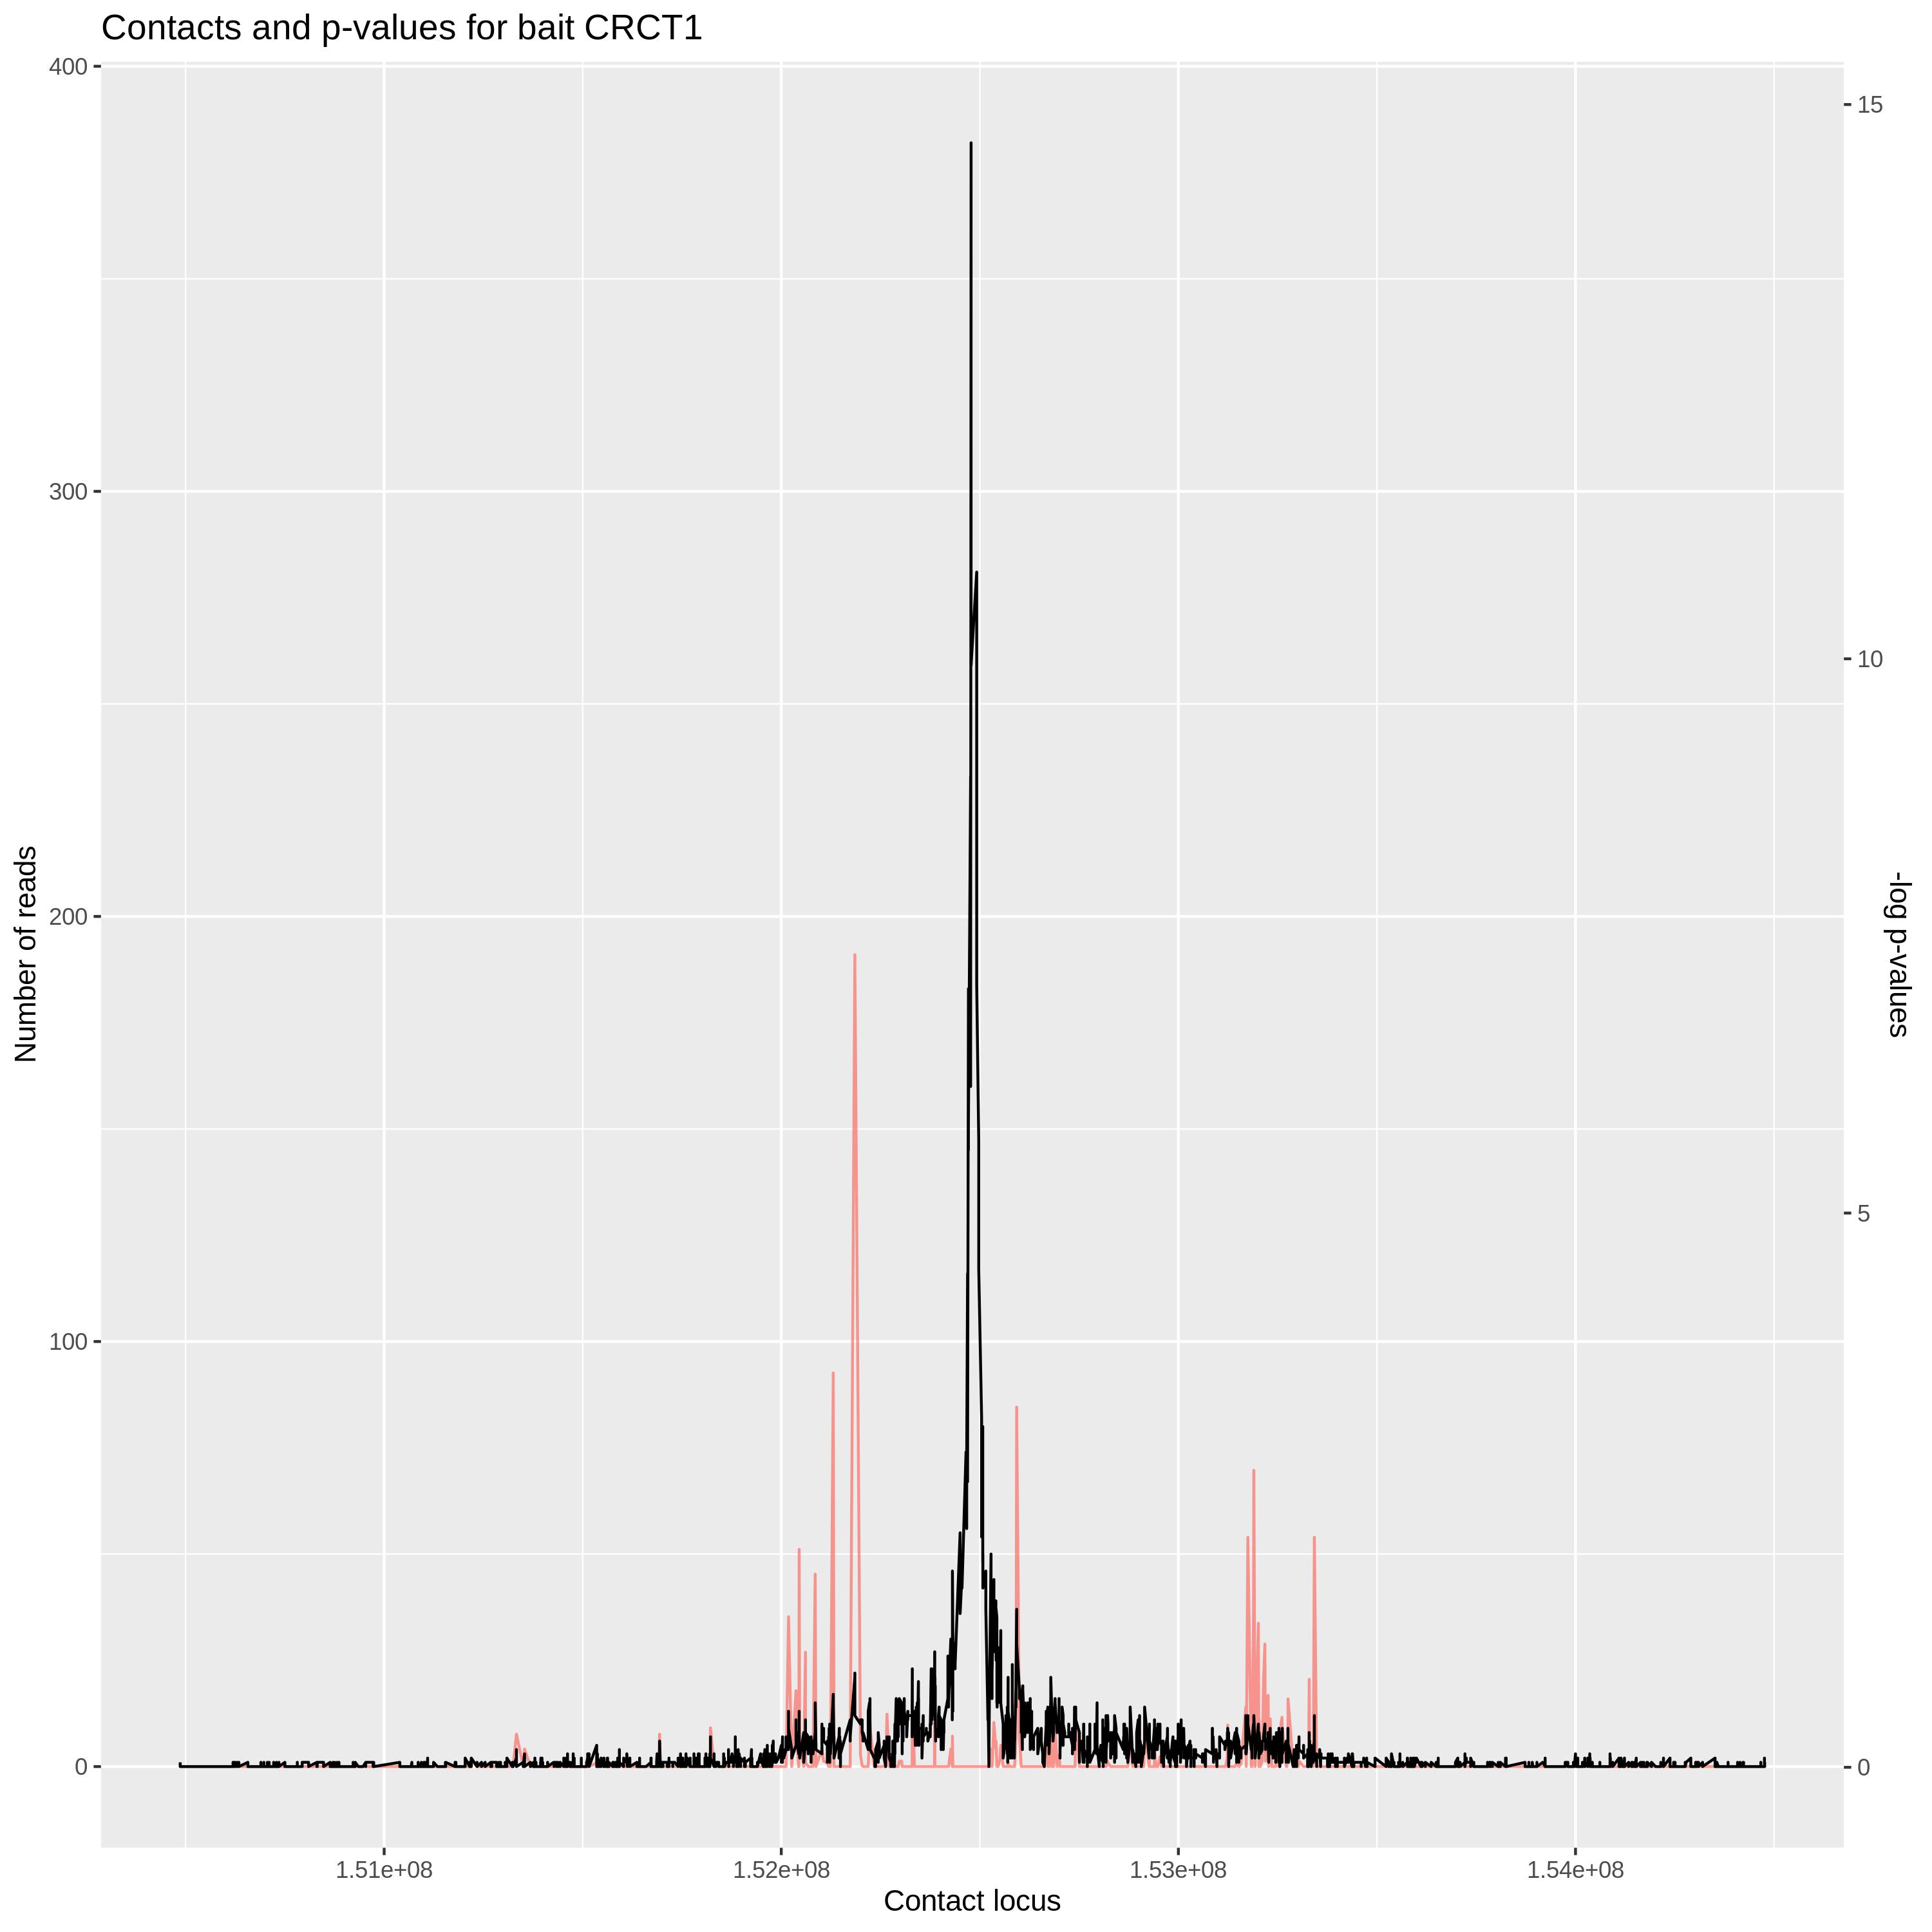 Contacts and p-values for bait CRCT1
400
300
200
100
0
Number of reads
15
10
5
0
-log p-values
1.51e+08
1.52e+08
1.53e+08
1.54e+08
Contact locus